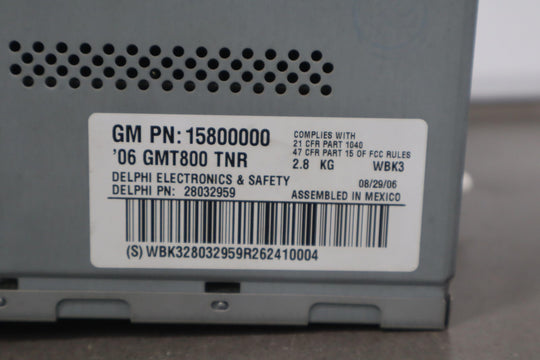 GM PN: 15800000
'06 GMT800 TNR
COMPLIES WITH
21 CFR PART 1040
47 CFR PART 15 OF FCC RULES
2.8 KG WBK3
DELPHI ELECTRONICS & SAFETY 08/29/06
DELPHI PN: 28032959 ASSEMBLED IN MEXICO
(S) WBK328032959R262410004